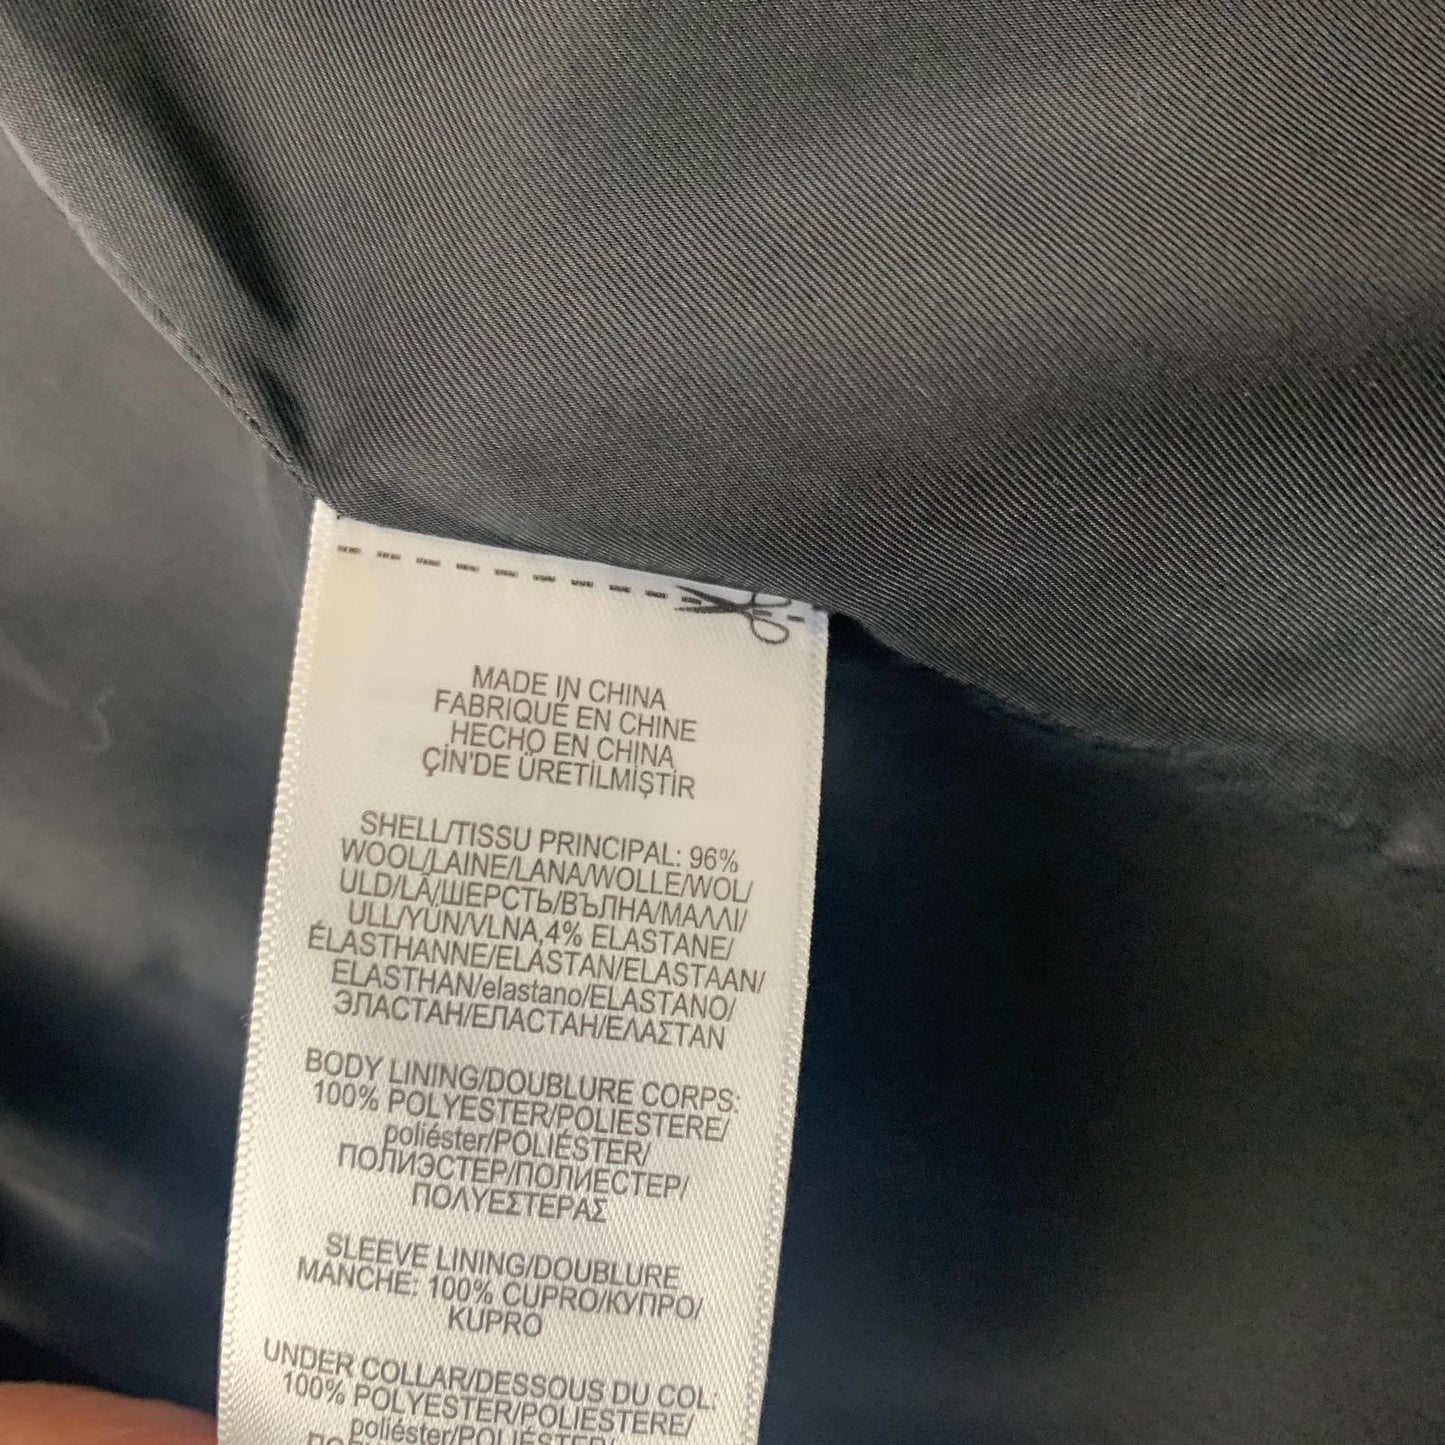 MADE IN CHINA
FABRIQUÉ EN CHINE
HECHO EN CHINA
ÇİN'DE ÜRETİLMİŞTİR
SHELL/TISSU PRINCIPAL: 96%
WOOL/LAINE/LANA/WOLLE/WOL/
ULD/LÃ/ШЕРСТЬ/ВЪЛНА/ΜΑΛΛΙ/
ULL/YÜN/VLNA,4% ELASTANE/
ÉLASTHANNE/ELASTAN/ELASTAAN/
ELASTHAN/elastano/ELASTANO/
ЭЛАСТАН/ЕЛАСТАН/ΕΛΑΣΤΑΝ
BODY LINING/DOUBLURE CORPS:
100% POLYESTER/POLIESTERE/
poliéster/POLIÉSTER/
ПОЛИЭСТЕР/ПОЛИЕСТЕР/
ΠΟΛΥΕΣΤΕΡΑΣ
SLEEVE LINING/DOUBLURE
MANCHE: 100% CUPRO/КУПРО/
KUPRO
UNDER COLLAR/DESSOUS DU COL:
100% POLYESTER/POLIESTERE/
poliéster/POLIÉSTER/